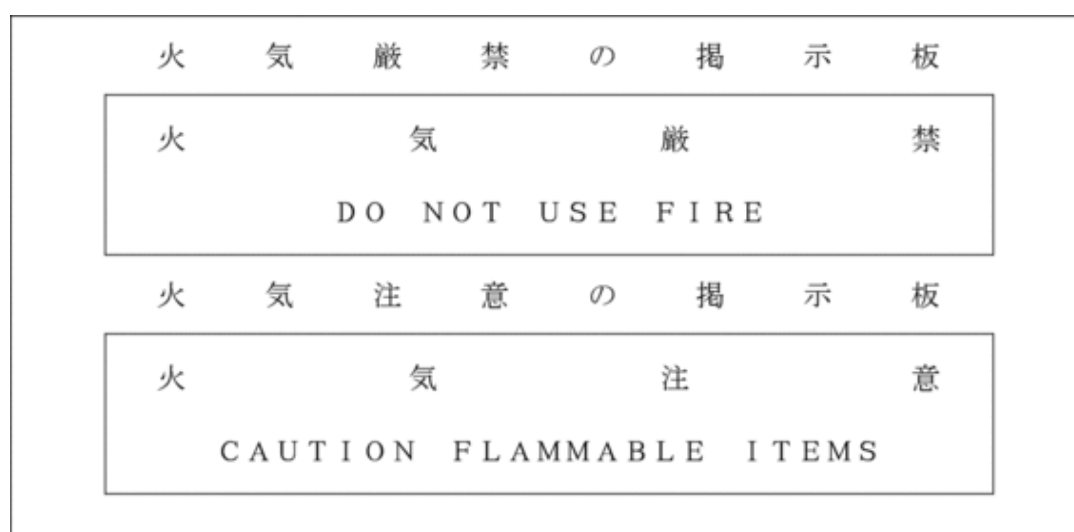 火気厳禁の掲示板
火気厳禁
DO NOT USE FIRE
火気注意の掲示板
火気注意
CAUTION FLAMMABLE ITEMS